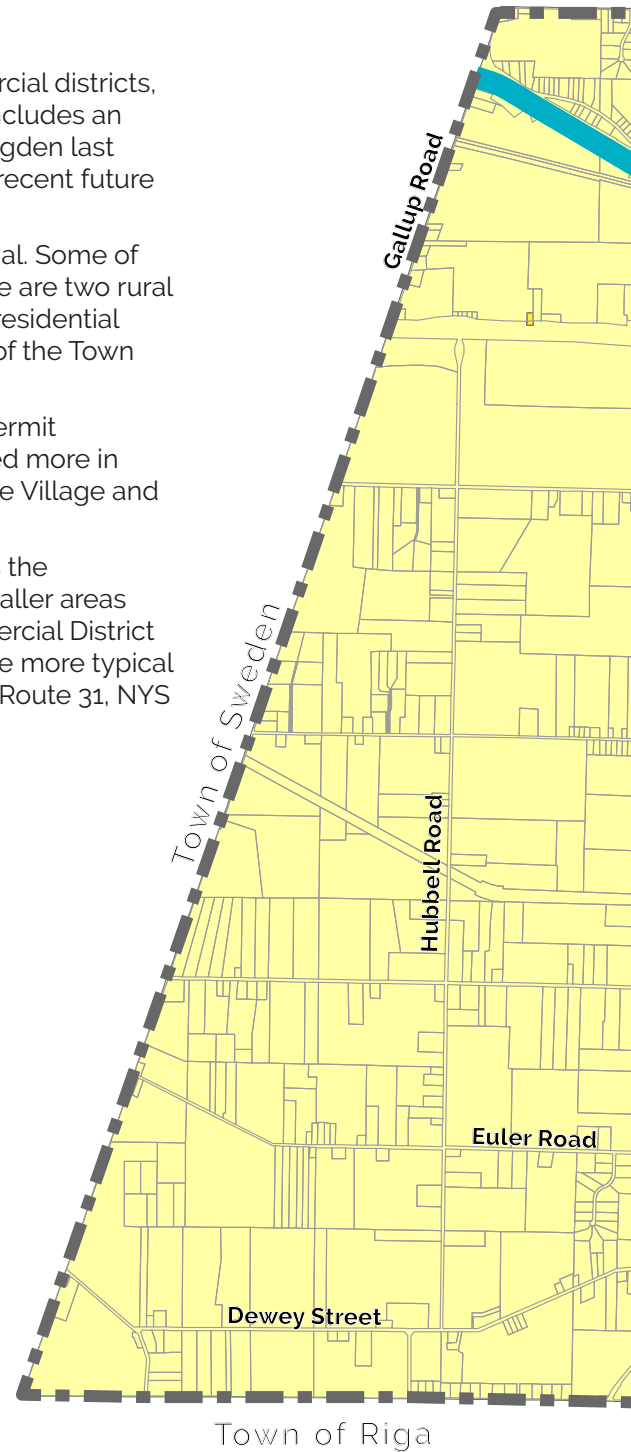 rcial districts,
ncludes an
gden last
recent future
al. Some of
e are two rural
residential
of the Town
ermit
ed more in
e Village and
the
aller areas
ercial District
e more typical
Route 31, NYS
Gallup Road
Town of Sweden
Hubbell Road
Euler Road
Dewey Street
Town of Riga